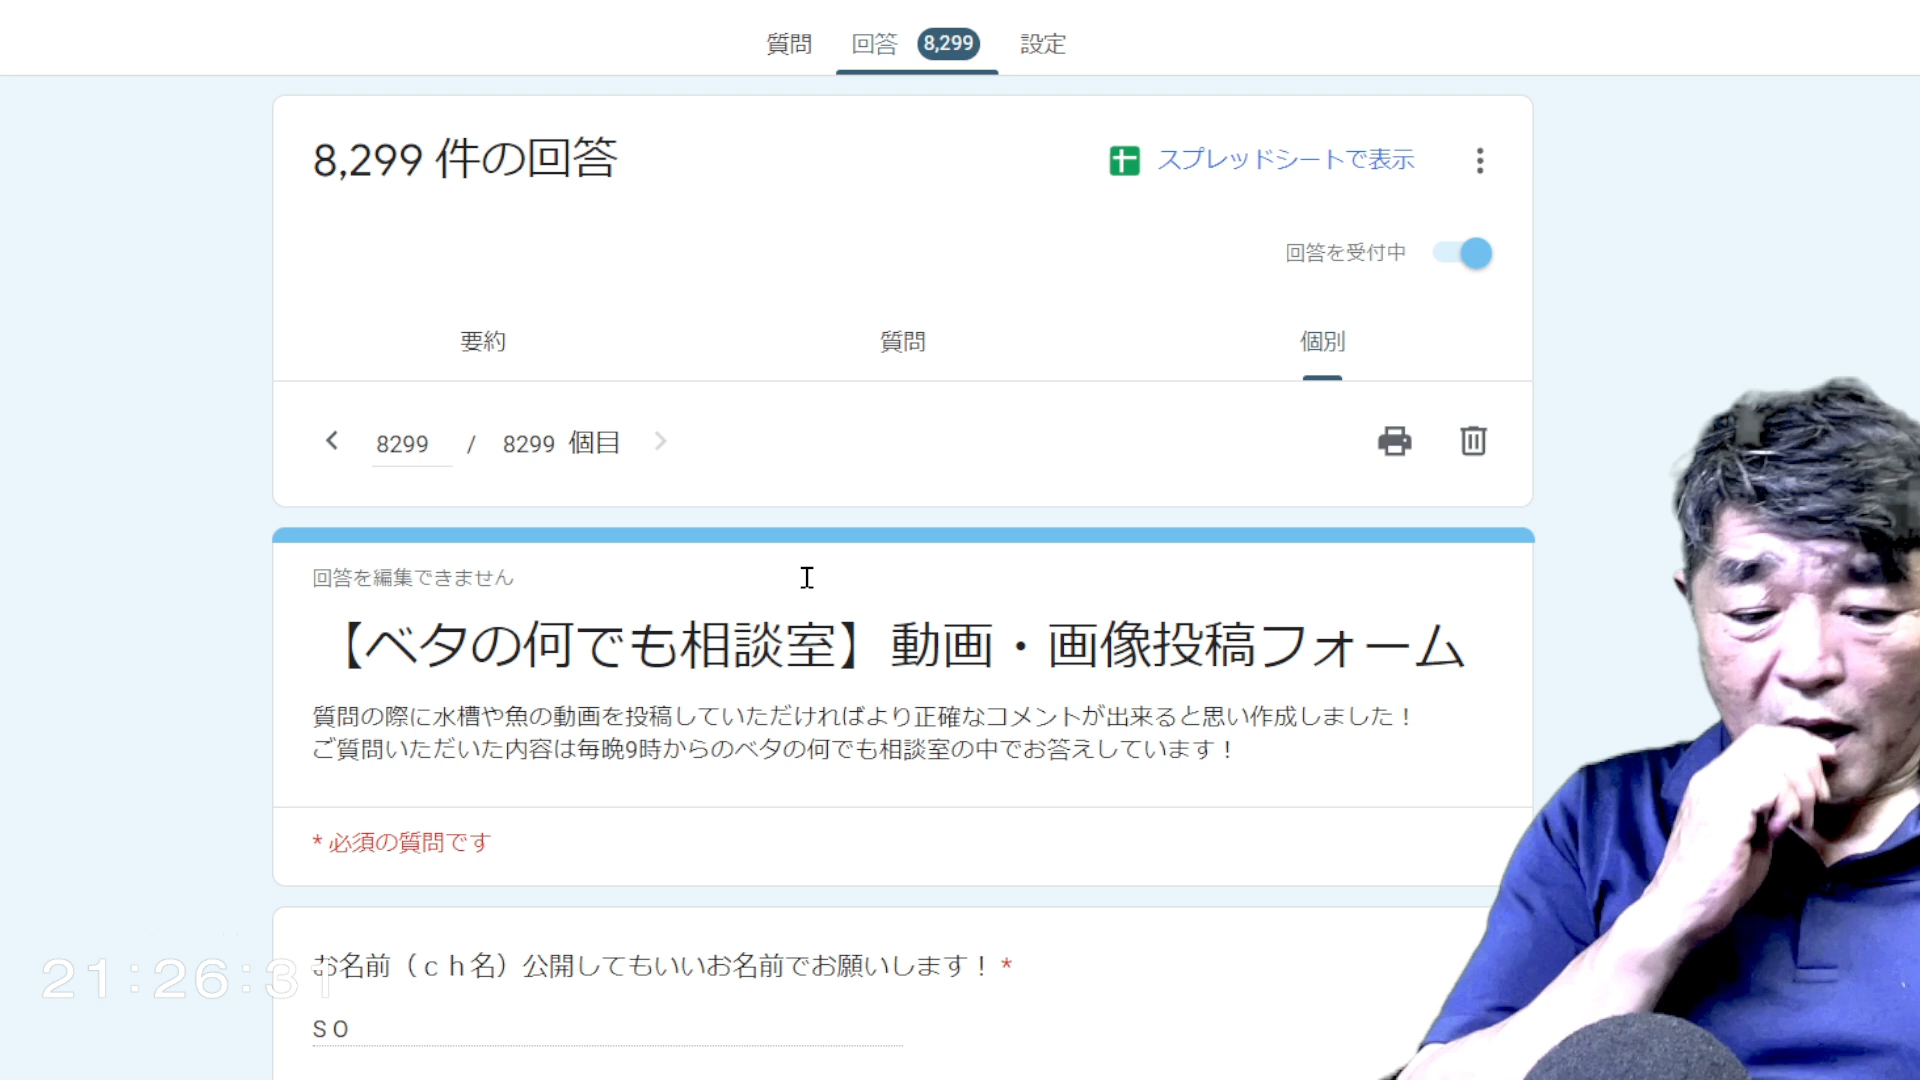 質問 回答 8,299 設定
8,299 件の回答 スプレッドシートで表示
回答を受付中
要約 質問 個別
8299 / 8299 個目
回答を編集できません
【ベタの何でも相談室】動画・画像投稿フォーム
質問の際に水槽や魚の動画を投稿していただければより正確なコメントが出来ると思い作成しました！
ご質問いただいた内容は毎晩9時からのベタの何でも相談室の中でお答えしています！
* 必須の質問です
お名前（ｃｈ名）公開してもいいお名前でお願いします！ *
21:26:31
S O